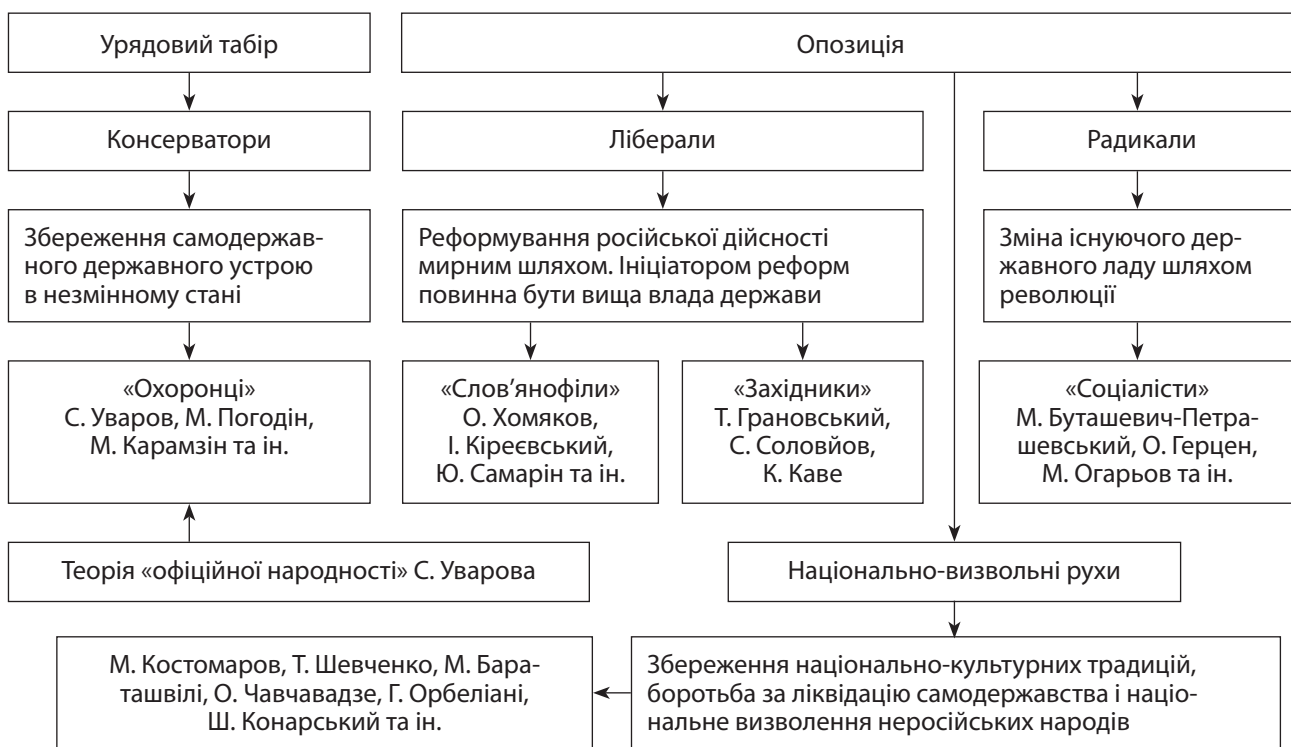 Урядовий табір
Опозиція
Консерватори
Ліберали
Радикали
Збереження самодержав-
ного державного устрою
в незмінному стані
Реформування російської дійсності
мирним шляхом. Ініціатором реформ
повинна бути вища влада держави
Зміна існуючого дер-
жавного ладу шляхом
революції
«Охоронці»
С. Уваров, М. Погодін,
М. Карамзін та ін.
«Слов’янофіли»
О. Хомяков,
І. Кіреєвський,
Ю. Самарін та ін.
«Західники»
Т. Грановський,
С. Соловйов,
К. Каве
«Соціалісти»
М. Буташевич-Петра-
шевський, О. Герцен,
М. Огарьов та ін.
Теорія «офіційної народності» С. Уварова
Національно-визвольні рухи
М. Костомаров, Т. Шевченко, М. Бара-
ташвілі, О. Чавчавадзе, Г. Орбеліані,
Ш. Конарський та ін.
Збереження національно-культурних традицій,
боротьба за ліквідацію самодержавства і націо-
нальне визволення неросійських народів